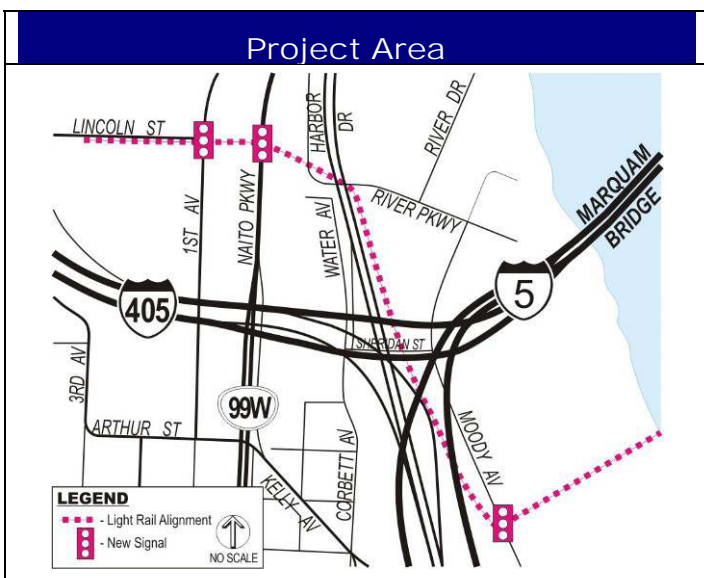 Project Area
LINCOLN ST
1ST AV
NAITO PKWY
HARBOR
DR
RIVER DR
RIVER PKWY
WATER AV
MARQUAM
BRIDGE
405
5
SHERIDAN ST
3RD AV
99W
ARTHUR ST
KELLY AV
CORBETT AV
MOODY AV
LEGEND
- Light Rail Alignment
- New Signal
NO SCALE